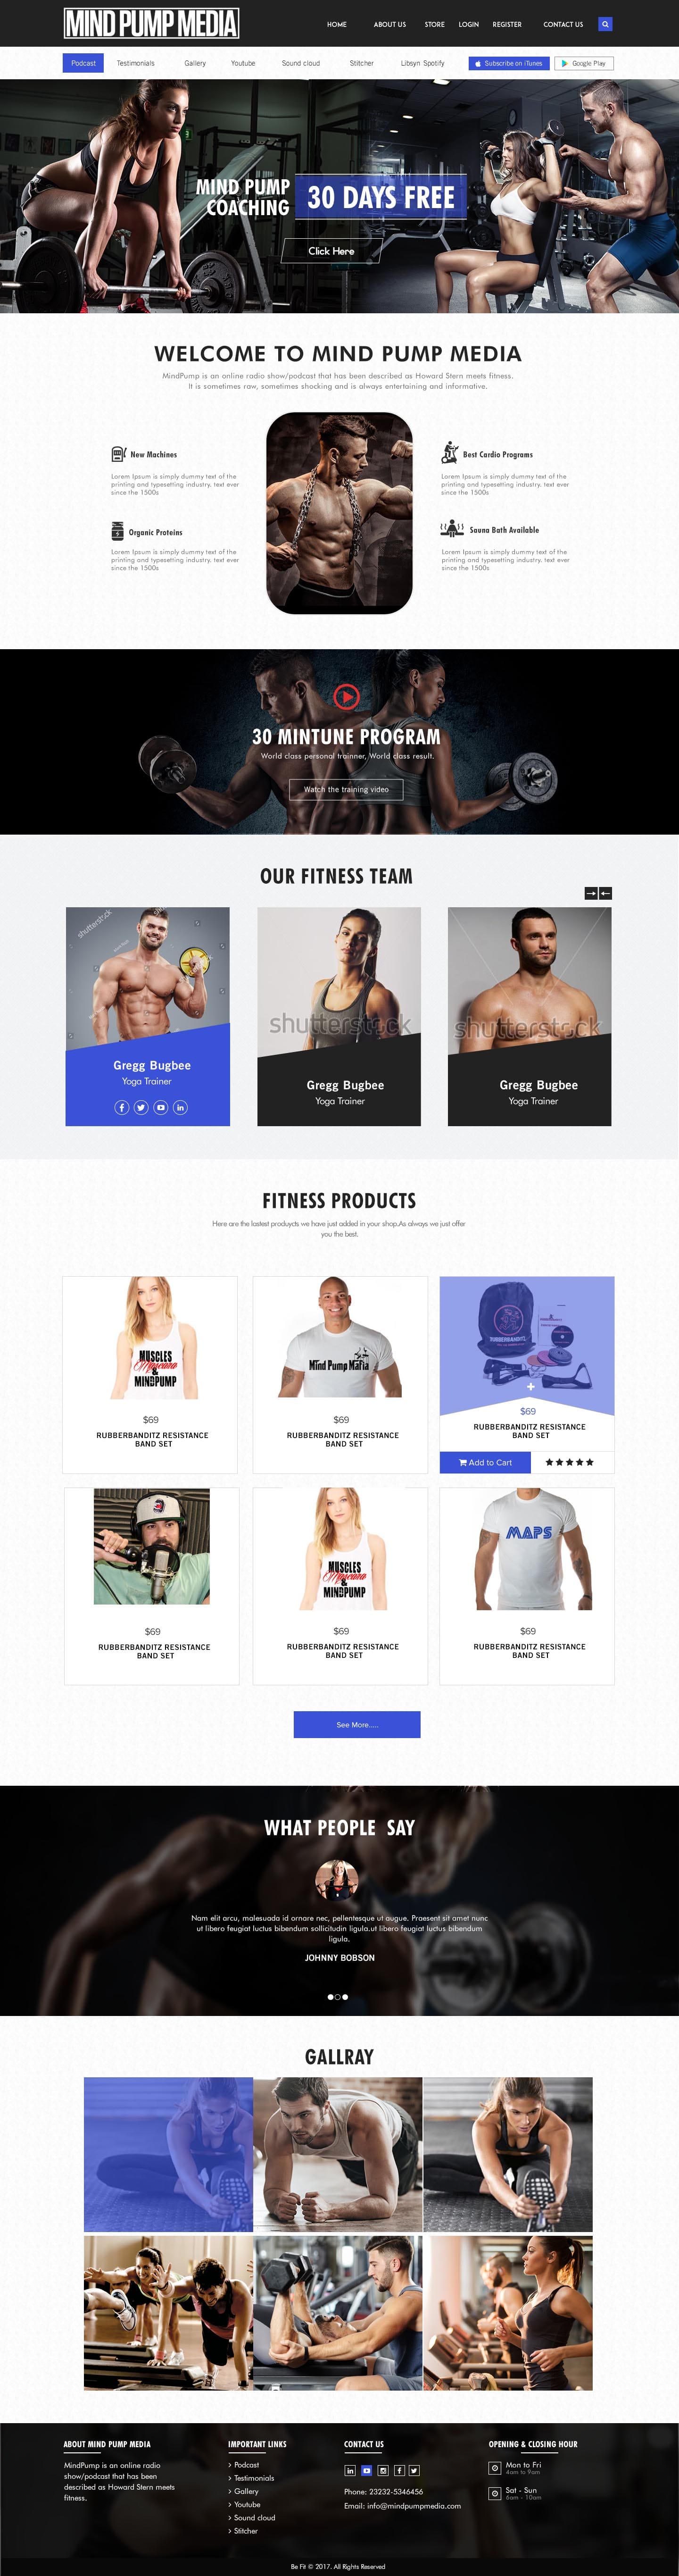 MIND PUMP MEDIA
HOME ABOUT US STORE LOGIN REGISTER CONTACT US
Podcast Testimonials Gallery Youtube Sound cloud Stitcher Libsyn Spotify Subscribe on iTunes Google Play
MIND PUMP
COACHING
30 DAYS FREE
Click Here
WELCOME TO MIND PUMP MEDIA
MindPump is an online radio show/podcast that has been described as Howard Stern meets fitness.
It is sometimes raw, sometimes shocking and is always entertaining and informative.
New Machines
Lorem Ipsum is simply dummy text of the
printing and typesetting industry. text ever
since the 1500s
Organic Proteins
Lorem Ipsum is simply dummy text of the
printing and typesetting industry. text ever
since the 1500s
Best Cardio Programs
Lorem Ipsum is simply dummy text of the
printing and typesetting industry. text ever
since the 1500s
Sauna Bath Available
Lorem Ipsum is simply dummy text of the
printing and typesetting industry. text ever
since the 1500s
30 MINTUNE PROGRAM
World class personal trainner, World class result.
Watch the training video
OUR FITNESS TEAM
shutterstock
Gregg Bugbee
Yoga Trainer
shutterstock
Gregg Bugbee
Yoga Trainer
shutterstock
Gregg Bugbee
Yoga Trainer
FITNESS PRODUCTS
Here are the lastest produycts we have just added in your shop.As always we just offer
you the best.
MUSCLES
Mascara
&
MINDPUMP
$69
RUBBERBANDITZ RESISTANCE
BAND SET
Mind Pump Mafia
$69
RUBBERBANDITZ RESISTANCE
BAND SET
RUBBERBANDITZ
$69
RUBBERBANDITZ RESISTANCE
BAND SET
Add to Cart
$69
RUBBERBANDITZ RESISTANCE
BAND SET
MUSCLES
Mascara
&
MINDPUMP
$69
RUBBERBANDITZ RESISTANCE
BAND SET
MAPS
$69
RUBBERBANDITZ RESISTANCE
BAND SET
See More.....
WHAT PEOPLE SAY
Nam elit arcu, malesuada id ornare nec, pellentesque ut augue. Praesent sit amet nunc
ut libero feugiat luctus bibendum sollicitudin ligula.ut libero feugiat luctus bibendum
ligula.
JOHNNY BOBSON
GALLRAY
ABOUT MIND PUMP MEDIA
MindPump is an online radio
show/podcast that has been
described as Howard Stern meets
fitness.
IMPORTANT LINKS
Podcast
Testimonials
Gallery
Youtube
Sound cloud
Stitcher
CONTACT US
Phone: 23232-5346456
Email: info@mindpumpmedia.com
OPENING & CLOSING HOUR
Mon to Fri
4am to 9am
Sat - Sun
6am - 10am
Be Fit © 2017. All Rights Reserved